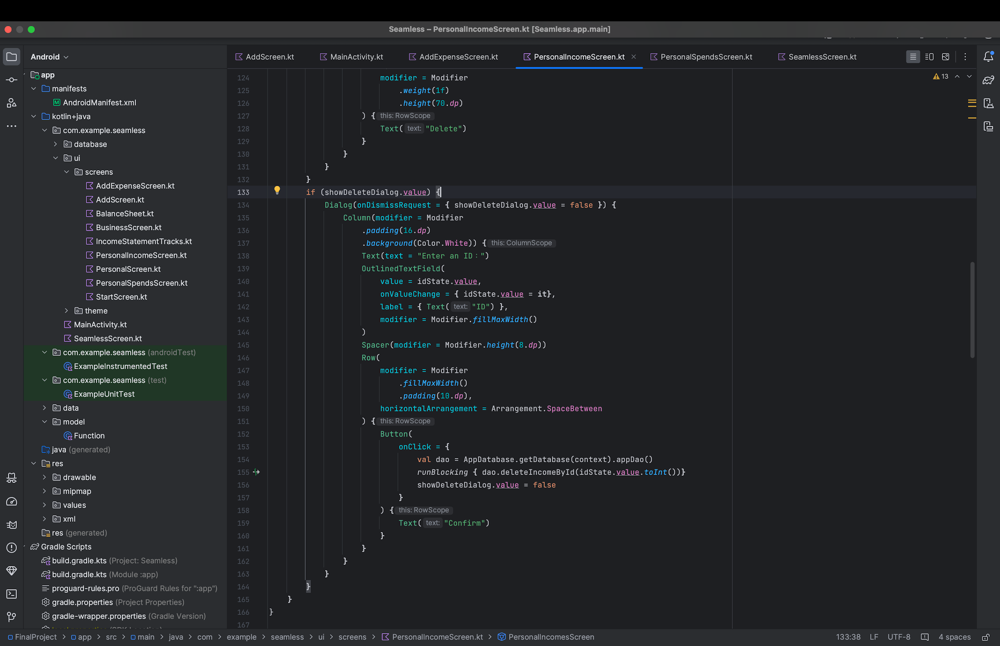 Seamless – PersonalIncomeScreen.kt [Seamless.app.main]
Android
AddScreen.kt
MainActivity.kt
AddExpenseScreen.kt
PersonalIncomeScreen.kt
PersonalSpendsScreen.kt
SeamlessScreen.kt
app
manifests
AndroidManifest.xml
kotlin+java
com.example.seamless
database
ui
screens
AddExpenseScreen.kt
AddScreen.kt
BalanceSheet.kt
BusinessScreen.kt
IncomeStatementTracks.kt
PersonalIncomeScreen.kt
PersonalScreen.kt
PersonalSpendsScreen.kt
StartScreen.kt
theme
MainActivity.kt
SeamlessScreen.kt
com.example.seamless (androidTest)
ExampleInstrumentedTest
com.example.seamless (test)
ExampleUnitTest
data
model
Function
java (generated)
res
drawable
mipmap
values
xml
res (generated)
Gradle Scripts
build.gradle.kts (Project: Seamless)
build.gradle.kts (Module :app)
proguard-rules.pro (ProGuard Rules for ":app")
gradle.properties (Project Properties)
gradle-wrapper.properties (Gradle Version)
13
124 modifier = Modifier
125 .weight(1f)
126 .height(70.dp)
127 ) { this: RowScope
128 Text( text: "Delete")
129 }
130 }
131 }
132 }
133 if (showDeleteDialog.value) {
134 Dialog(onDismissRequest = { showDeleteDialog.value = false }) {
135 Column(modifier = Modifier
136 .padding(16.dp)
137 .background(Color.White)) { this: ColumnScope
138 Text(text = "Enter an ID：")
139 OutlinedTextField(
140 value = idState.value,
141 onValueChange = { idState.value = it},
142 label = { Text( text: "ID") },
143 modifier = Modifier.fillMaxWidth()
144 )
145 Spacer(modifier = Modifier.height(8.dp))
146 Row(
147 modifier = Modifier
148 .fillMaxWidth()
149 .padding(10.dp),
150 horizontalArrangement = Arrangement.SpaceBetween
151 ) { this: RowScope
152 Button(
153 onClick = {
154 val dao = AppDatabase.getDatabase(context).appDao()
155 runBlocking { dao.deleteIncomeById(idState.value.toInt())}
156 showDeleteDialog.value = false
157 }
158 ) { this: RowScope
159 Text( text: "Confirm")
160 }
161 }
162 }
163 }
164 }
165 }
166 }
167
FinalProject > app > src > main > java > com > example > seamless > ui > screens > PersonalIncomeScreen.kt > PersonalIncomesScreen
133:38 LF UTF-8 4 spaces